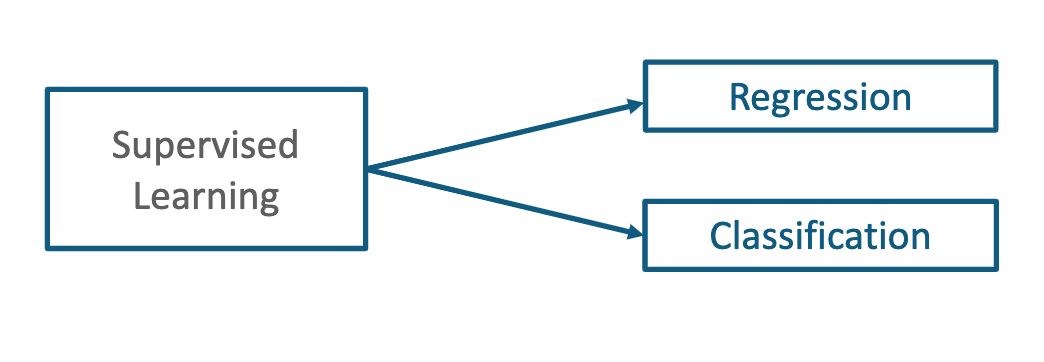 Supervised
Learning
Regression
Classification